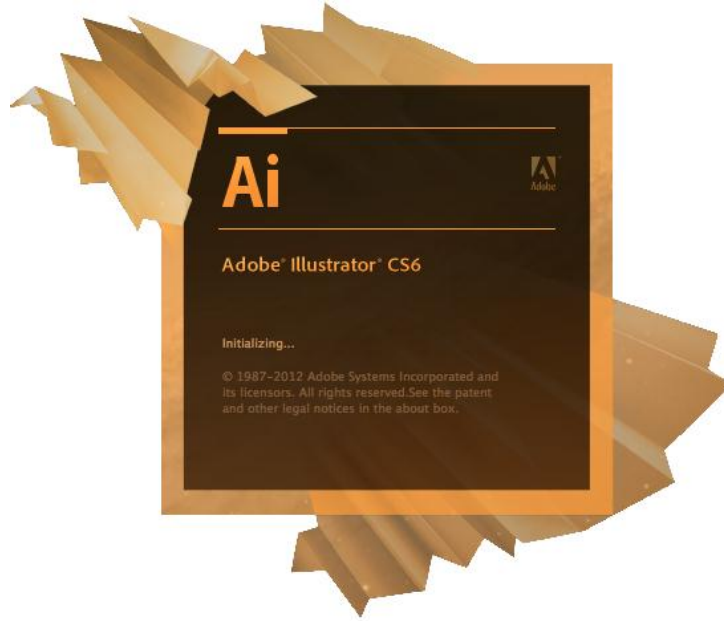 Ai
Adobe
Adobe® Illustrator® CS6
Initializing...
© 1987–2012 Adobe Systems Incorporated and
its licensors. All rights reserved.See the patent
and other legal notices in the about box.